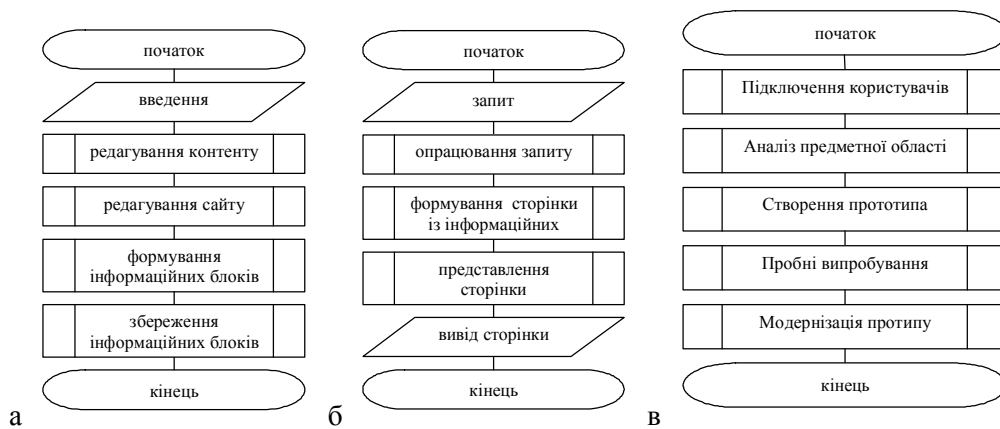 початок
введення
редагування контенту
редагування сайту
формування
інформаційних блоків
збереження
інформаційних блоків
кінець
а
початок
запит
опрацювання запиту
формування сторінки
із інформаційних
представлення
сторінки
вивід сторінки
кінець
б
початок
Підключення користувачів
Аналіз предметної області
Створення прототипа
Пробні випробування
Модернізація протипу
кінець
в